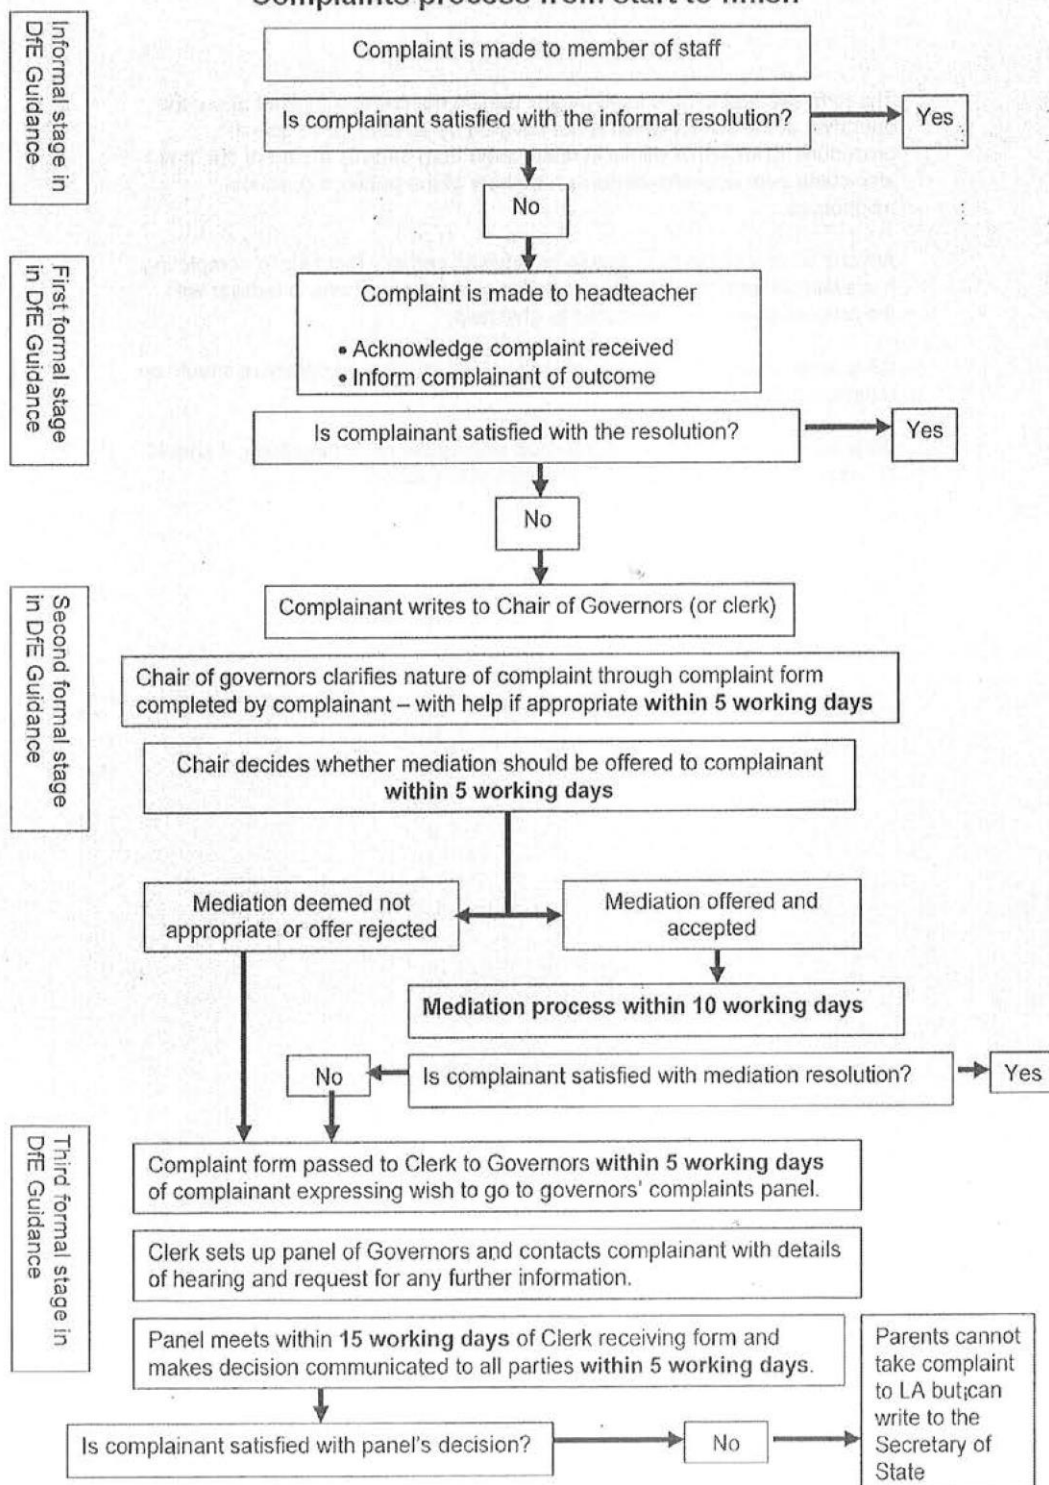 Complaints process from start to finish
Informal stage in
DfE Guidance
Complaint is made to member of staff
Is complainant satisfied with the informal resolution?
Yes
No
First formal stage
in DfE Guidance
Complaint is made to headteacher
• Acknowledge complaint received
• Inform complainant of outcome
Is complainant satisfied with the resolution?
Yes
No
Second formal stage
in DfE Guidance
Complainant writes to Chair of Governors (or clerk)
Chair of governors clarifies nature of complaint through complaint form
completed by complainant – with help if appropriate within 5 working days
Chair decides whether mediation should be offered to complainant
within 5 working days
Mediation deemed not
appropriate or offer rejected
Mediation offered and
accepted
Mediation process within 10 working days
No
Is complainant satisfied with mediation resolution?
Yes
Third formal stage in
DfE Guidance
Complaint form passed to Clerk to Governors within 5 working days
of complainant expressing wish to go to governors' complaints panel.
Clerk sets up panel of Governors and contacts complainant with details
of hearing and request for any further information.
Panel meets within 15 working days of Clerk receiving form and
makes decision communicated to all parties within 5 working days.
Is complainant satisfied with panel's decision?
No
Parents cannot
take complaint
to LA but can
write to the
Secretary of
State